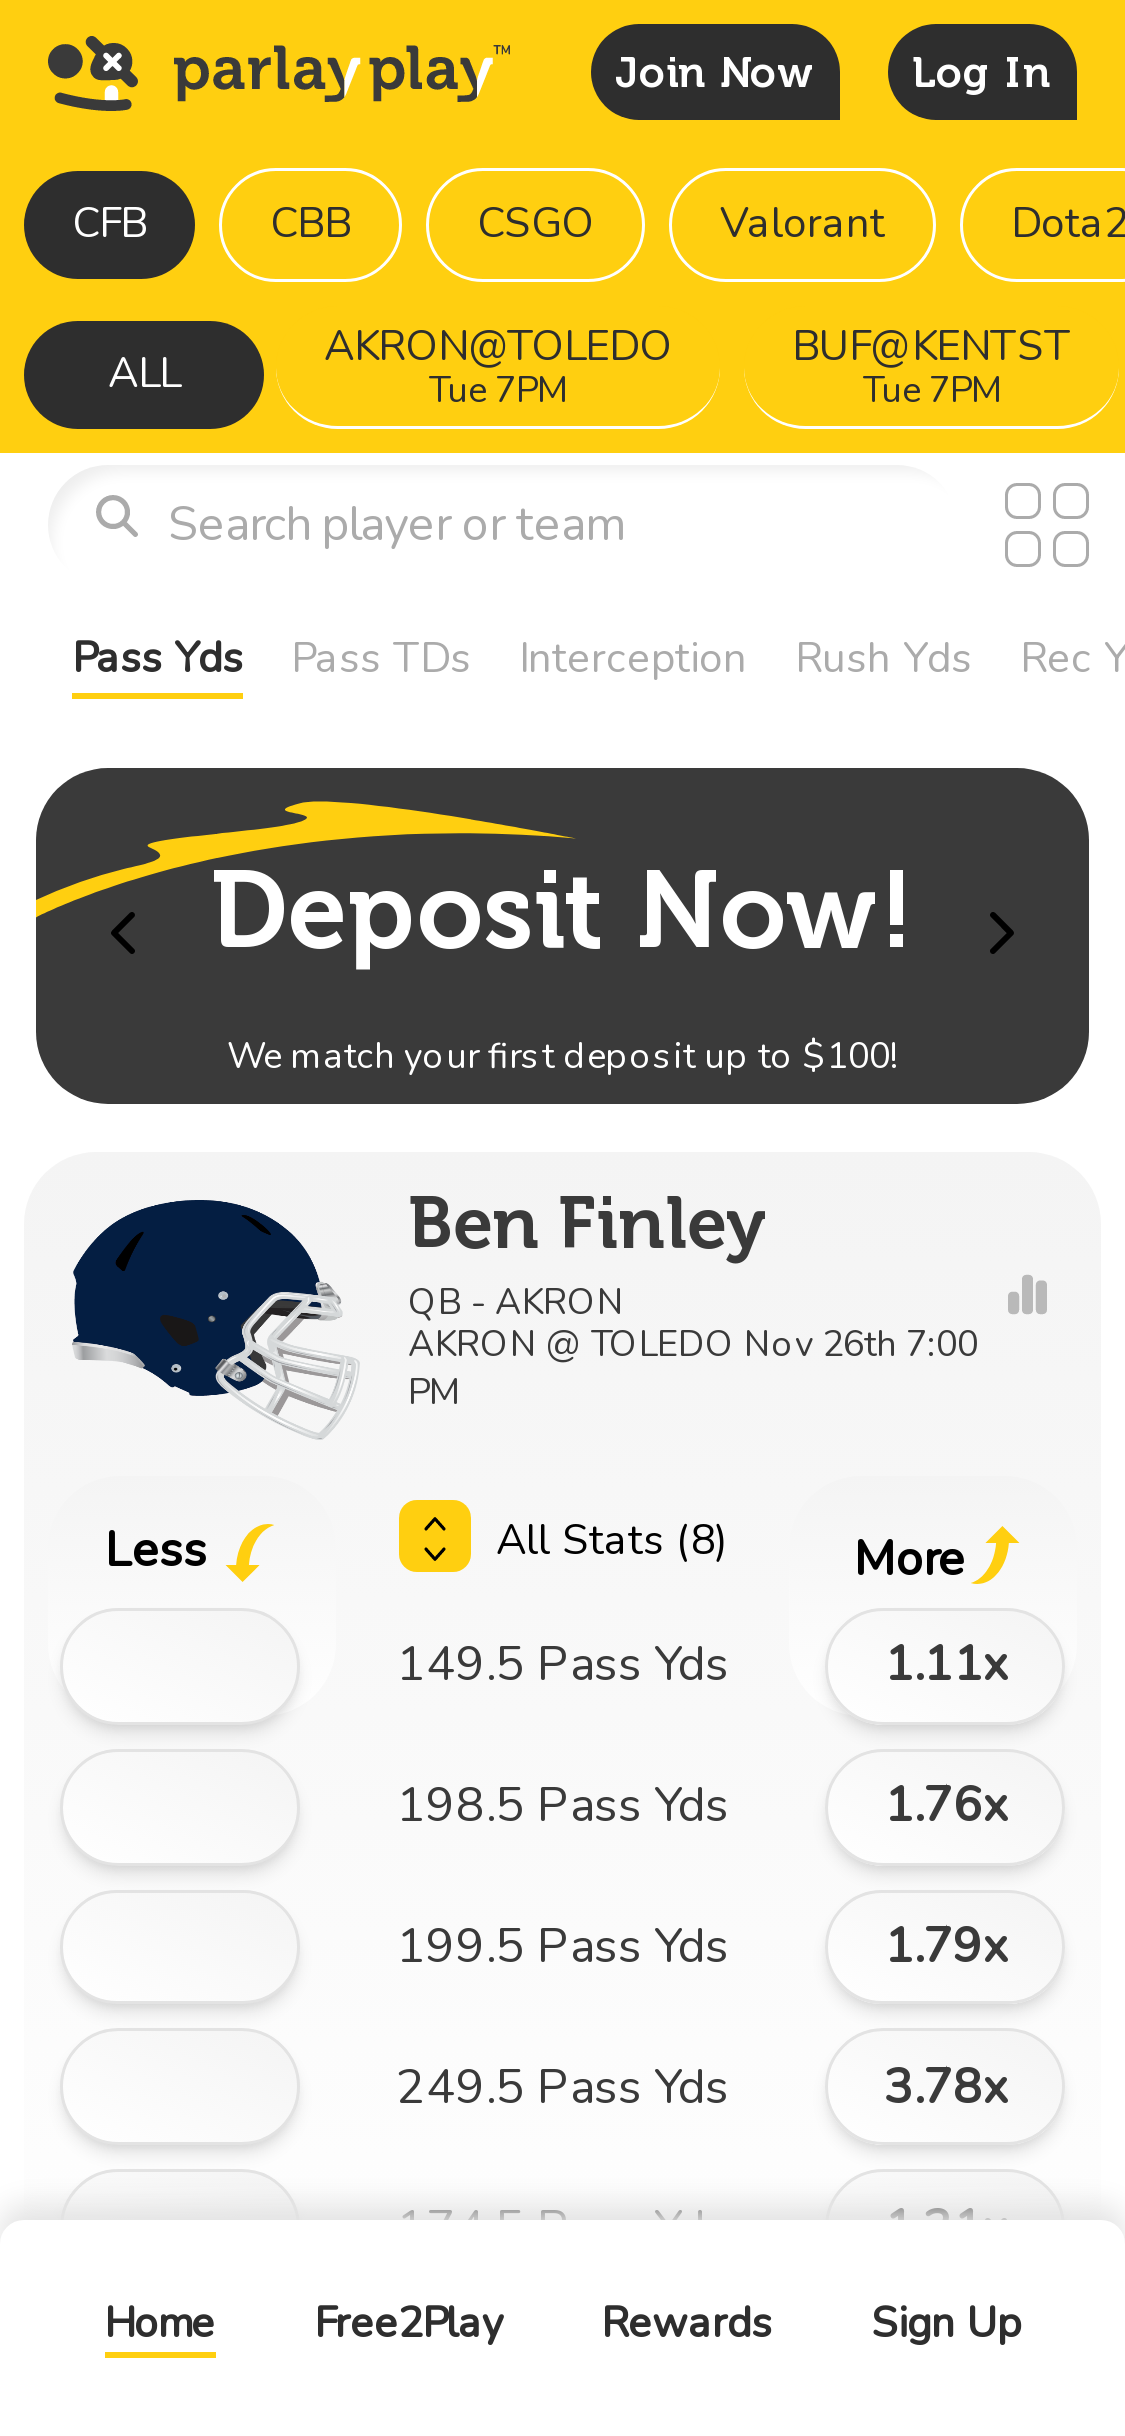 parlay play™ Join Now Log In
CFB CBB CSGO Valorant Dota2
ALL AKRON@TOLEDO BUF@KENTST
Tue 7PM Tue 7PM
Search player or team
Pass Yds Pass TDs Interception Rush Yds Rec Y
Deposit Now!
We match your first deposit up to $100!
Ben Finley
QB - AKRON
AKRON @ TOLEDO Nov 26th 7:00
PM
Less All Stats (8) More
149.5 Pass Yds 1.11x
198.5 Pass Yds 1.76x
199.5 Pass Yds 1.79x
249.5 Pass Yds 3.78x
Home Free2Play Rewards Sign Up